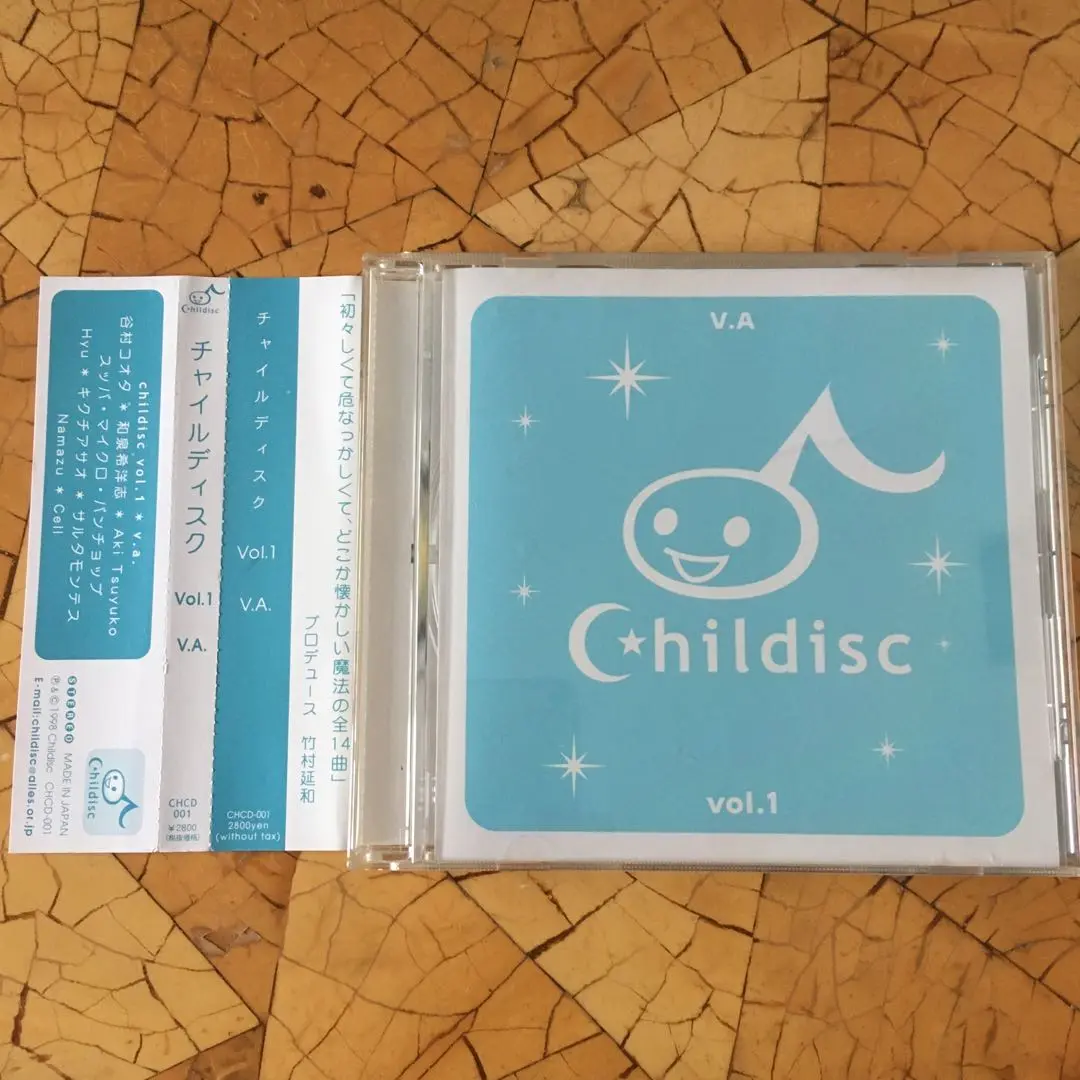 childisc vol.1 * v.a.
谷村コオタ * 和泉希洋志 * Aki Tsuyuko
スッパ・マイクロ・パンチョップ
Hyu * キクチアサオ * サルタモンテス
Namazu * Cell
STEREO MADE IN JAPAN
℗ & © 1998 Childisc CHCD-001
E-mail:childisc@alles.or.jp
Childisc
Childisc
チャイルディスク
Vol.1
V.A.
CHCD
001
¥2800
(税抜価格)
チャイルディスク
Vol.1
V.A.
CHCD-001
2800yen
(without tax)
「初々しくて危なっかしくて、どこか懐かしい魔法の全14曲」
プロデュース 竹村延和
V.A
Childisc
vol.1